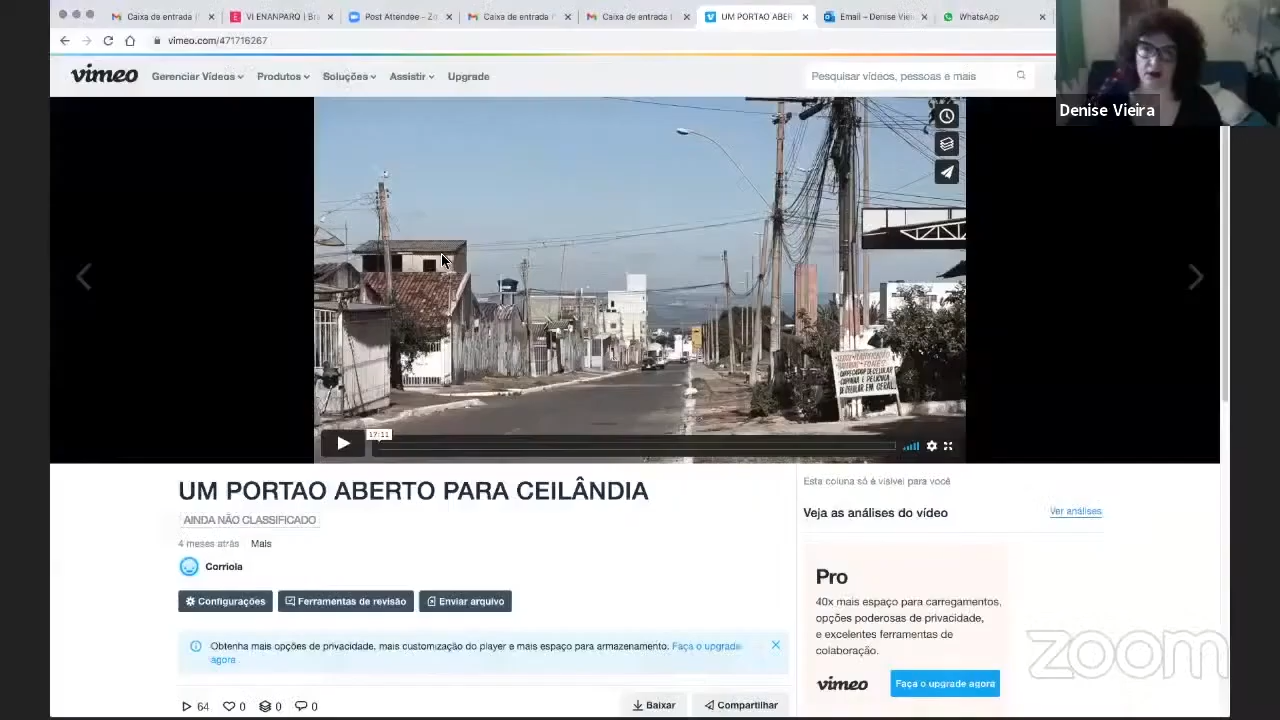 Caixa de entrada
VI ENANPARQ | Br
Post Attendee - Zo
Caixa de entrada
Caixa de entrada
UM PORTAO ABER
Email – Denise Vieir
WhatsApp
vimeo.com/471716267
vimeo
Gerenciar Vídeos
Produtos
Soluções
Assistir
Upgrade
Pesquisar vídeos, pessoas e mais
Denise Vieira
17:11
UM PORTAO ABERTO PARA CEILÂNDIA
AINDA NÃO CLASSIFICADO
4 meses atrás Mais
Corriola
Configurações
Ferramentas de revisão
Enviar arquivo
Obtenha mais opções de privacidade, mais customização do player e mais espaço para armazenamento. Faça o upgrade
agora
64
0
0
0
Baixar
Compartilhar
Esta coluna só é visível para você
Veja as análises do vídeo
Ver análises
Pro
40x mais espaço para carregamentos,
opções poderosas de privacidade,
e excelentes ferramentas de
colaboração.
vimeo
Faça o upgrade agora
zoom